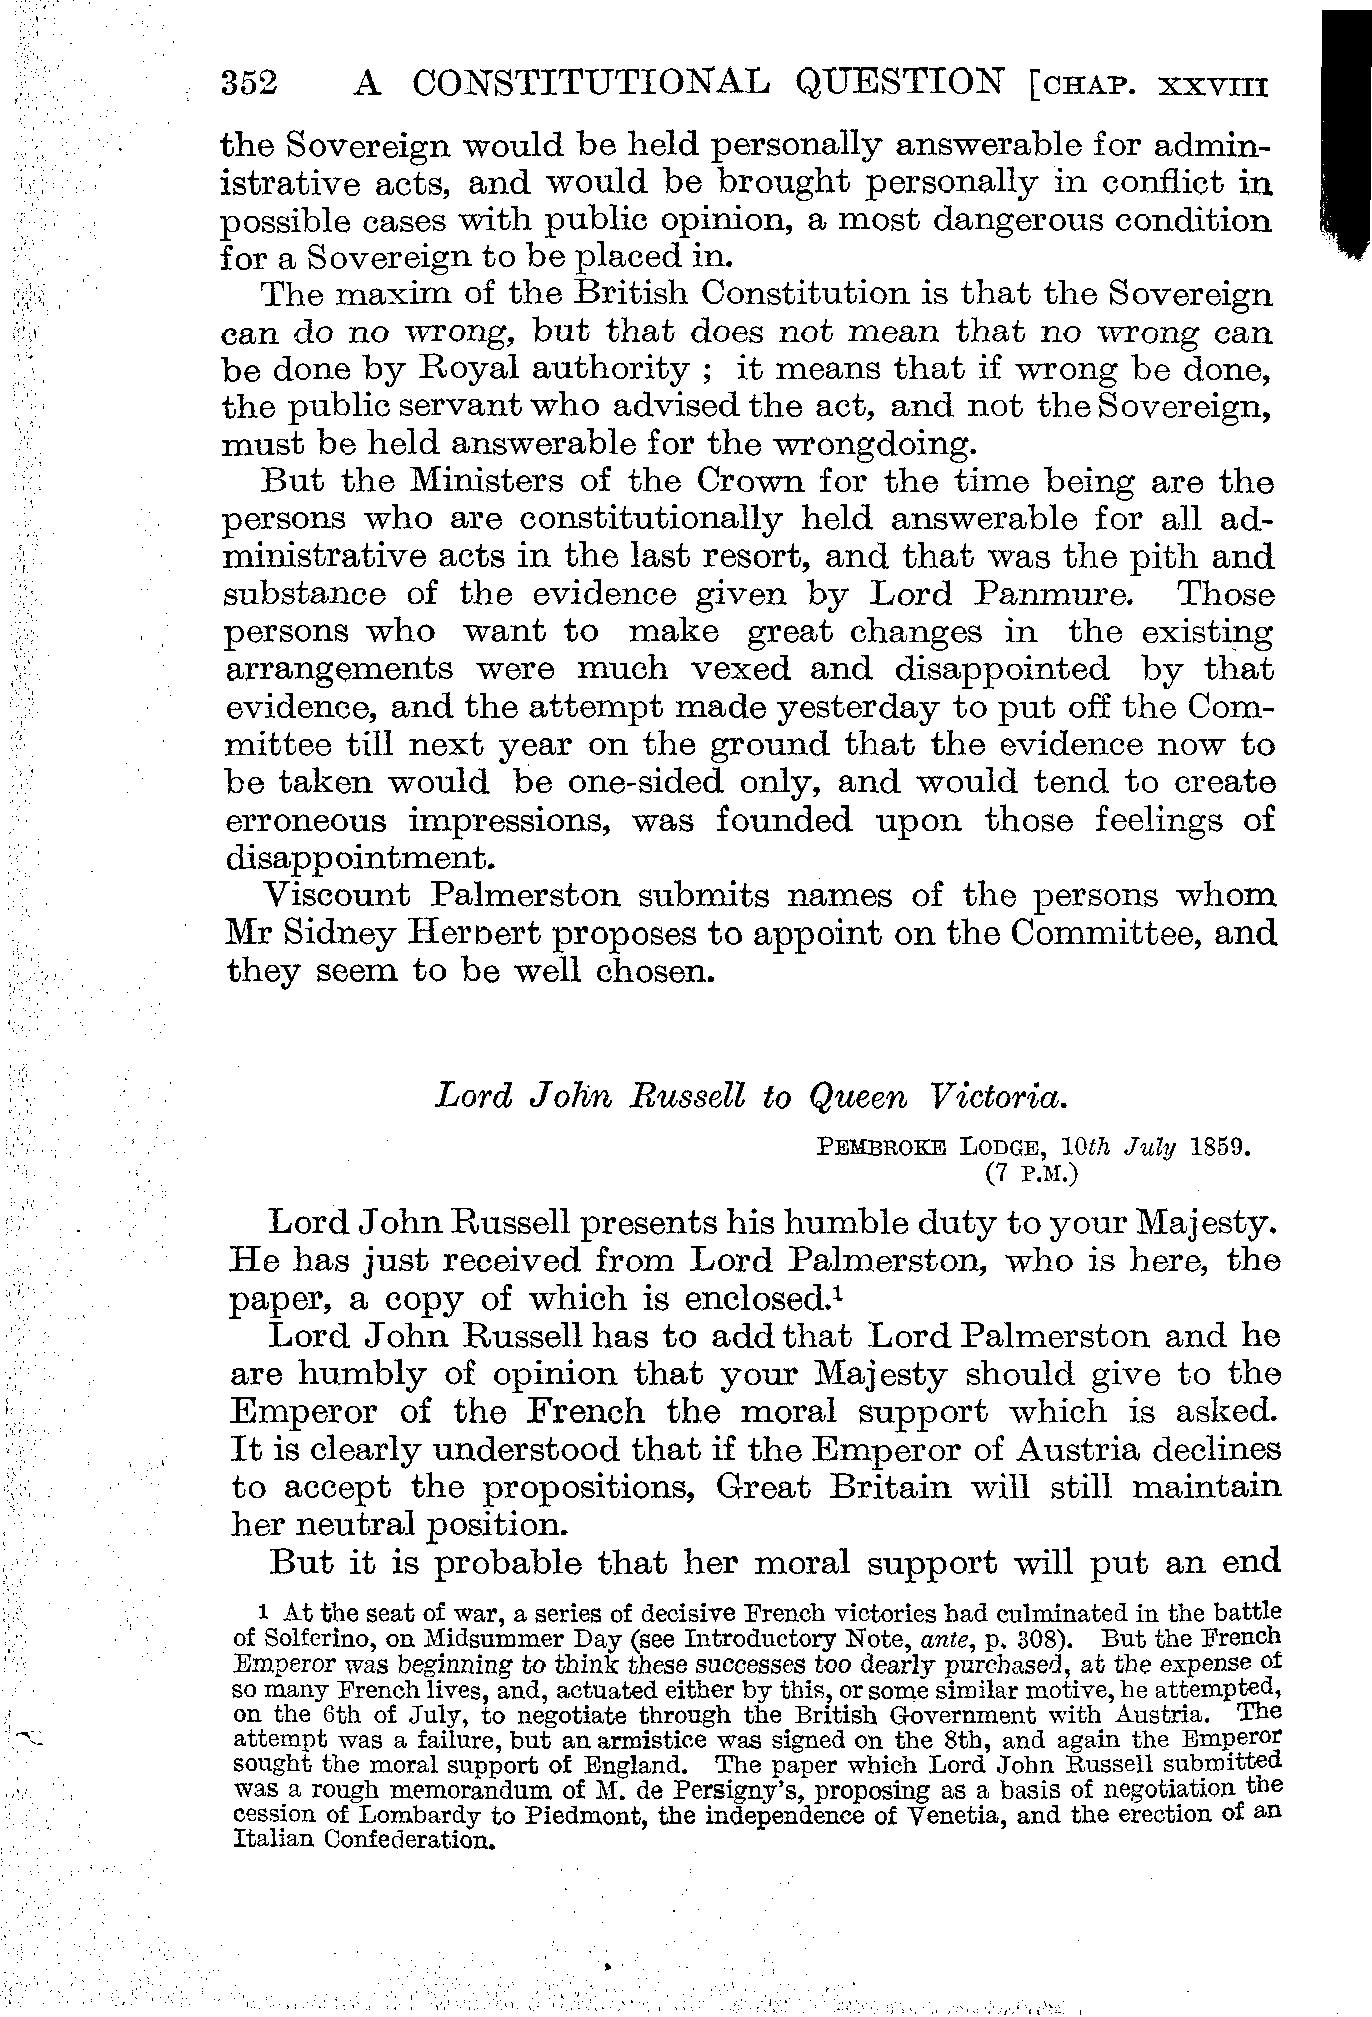 352 A CONSTITUTIONAL QUESTION [CHAP. XXVIII
the Sovereign would be held personally answerable for admin-
istrative acts, and would be brought personally in conflict in
possible cases with public opinion, a most dangerous condition
for a Sovereign to be placed in.
The maxim of the British Constitution is that the Sovereign
can do no wrong, but that does not mean that no wrong can
be done by Royal authority ; it means that if wrong be done,
the public servant who advised the act, and not the Sovereign,
must be held answerable for the wrongdoing.
But the Ministers of the Crown for the time being are the
persons who are constitutionally held answerable for all ad-
ministrative acts in the last resort, and that was the pith and
substance of the evidence given by Lord Panmure. Those
persons who want to make great changes in the existing
arrangements were much vexed and disappointed by that
evidence, and the attempt made yesterday to put off the Com-
mittee till next year on the ground that the evidence now to
be taken would be one-sided only, and would tend to create
erroneous impressions, was founded upon those feelings of
disappointment.
Viscount Palmerston submits names of the persons whom
Mr Sidney Herbert proposes to appoint on the Committee, and
they seem to be well chosen.
Lord John Russell to Queen Victoria.
PEMBROKE LODGE, 10th July 1859.
(7 P.M.)
Lord John Russell presents his humble duty to your Majesty.
He has just received from Lord Palmerston, who is here, the
paper, a copy of which is enclosed.¹
Lord John Russell has to add that Lord Palmerston and he
are humbly of opinion that your Majesty should give to the
Emperor of the French the moral support which is asked.
It is clearly understood that if the Emperor of Austria declines
to accept the propositions, Great Britain will still maintain
her neutral position.
But it is probable that her moral support will put an end
1 At the seat of war, a series of decisive French victories had culminated in the battle
of Solferino, on Midsummer Day (see Introductory Note, ante, p. 308). But the French
Emperor was beginning to think these successes too dearly purchased, at the expense of
so many French lives, and, actuated either by this, or some similar motive, he attempted,
on the 6th of July, to negotiate through the British Government with Austria. The
attempt was a failure, but an armistice was signed on the 8th, and again the Emperor
sought the moral support of England. The paper which Lord John Russell submitted
was a rough memorandum of M. de Persigny's, proposing as a basis of negotiation the
cession of Lombardy to Piedmont, the independence of Venetia, and the erection of an
Italian Confederation.